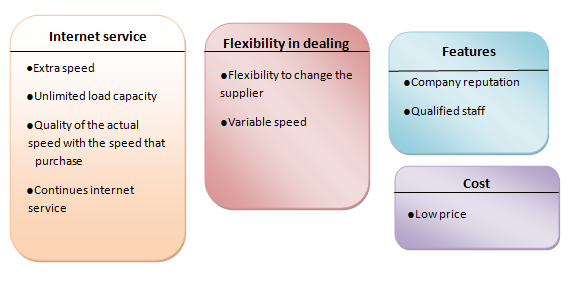 Internet service
●Extra speed
●Unlimited load capacity
●Quality of the actual
speed with the speed that
purchase
●Continues internet
service
Flexibility in dealing
●Flexibility to change the
supplier
●Variable speed
Features
●Company reputation
●Qualified staff
Cost
●Low price